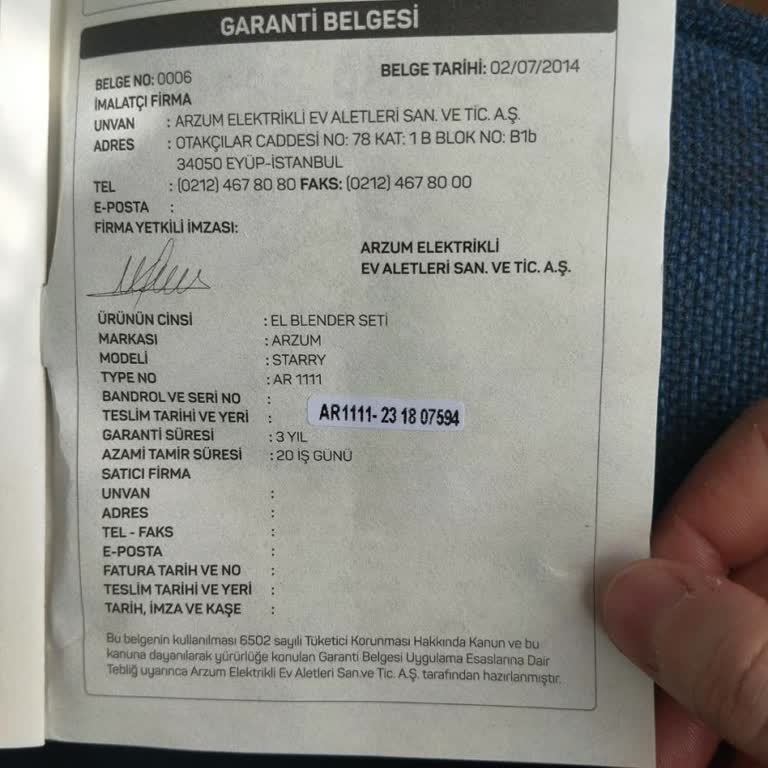 GARANTİ BELGESİ
BELGE NO: 0006 BELGE TARİHİ: 02/07/2014
İMALATÇI FİRMA
UNVAN : ARZUM ELEKTRİKLİ EV ALETLERİ SAN. VE TİC. A.Ş.
ADRES : OTAKÇILAR CADDESİ NO: 78 KAT: 1 B BLOK NO: B1b
34050 EYÜP-İSTANBUL
TEL : (0212) 467 80 80 FAKS: (0212) 467 80 00
E-POSTA :
FİRMA YETKİLİ İMZASI:
ARZUM ELEKTRİKLİ
EV ALETLERİ SAN. VE TİC. A.Ş.
ÜRÜNÜN CİNSİ : EL BLENDER SETİ
MARKASI : ARZUM
MODELİ : STARRY
TYPE NO : AR 1111
BANDROL VE SERİ NO :
AR1111- 23 18 07594
TESLİM TARİHİ VE YERİ :
GARANTİ SÜRESİ : 3 YIL
AZAMİ TAMİR SÜRESİ : 20 İŞ GÜNÜ
SATICI FİRMA
UNVAN :
ADRES :
TEL - FAKS :
E-POSTA :
FATURA TARİH VE NO :
TESLİM TARİHİ VE YERİ :
TARİH, İMZA VE KAŞE :
Bu belgenin kullanılması 6502 sayılı Tüketici Korunması Hakkında Kanun ve bu
kanuna dayanılarak yürürlüğe konulan Garanti Belgesi Uygulama Esaslarına Dair
Tebliğ uyarınca Arzum Elektrikli Ev Aletleri San.ve Tic. A.Ş. tarafından hazırlanmıştır.